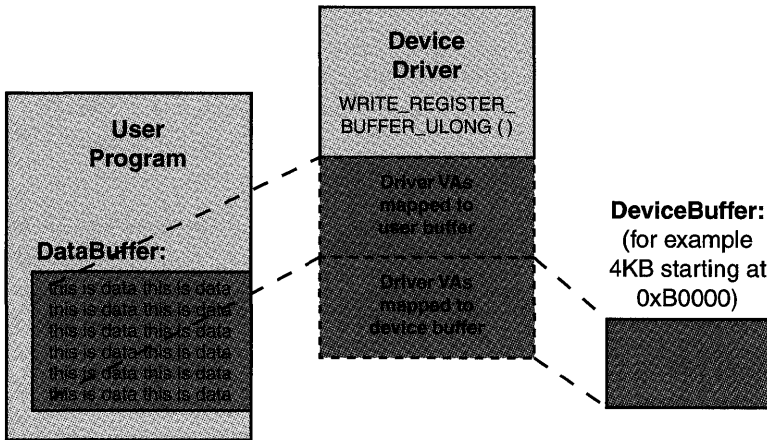 Device
Driver
WRITE_REGISTER_
BUFFER_ULONG ( )
User
Program
Driver VAs
mapped to
user buffer
DataBuffer:
this is data this is data
this is data this is data
this is data this is data
this is data this is data
this is data this is data
this is data this is data
Driver VAs
mapped to
device buffer
DeviceBuffer:
(for example
4KB starting at
0xB0000)